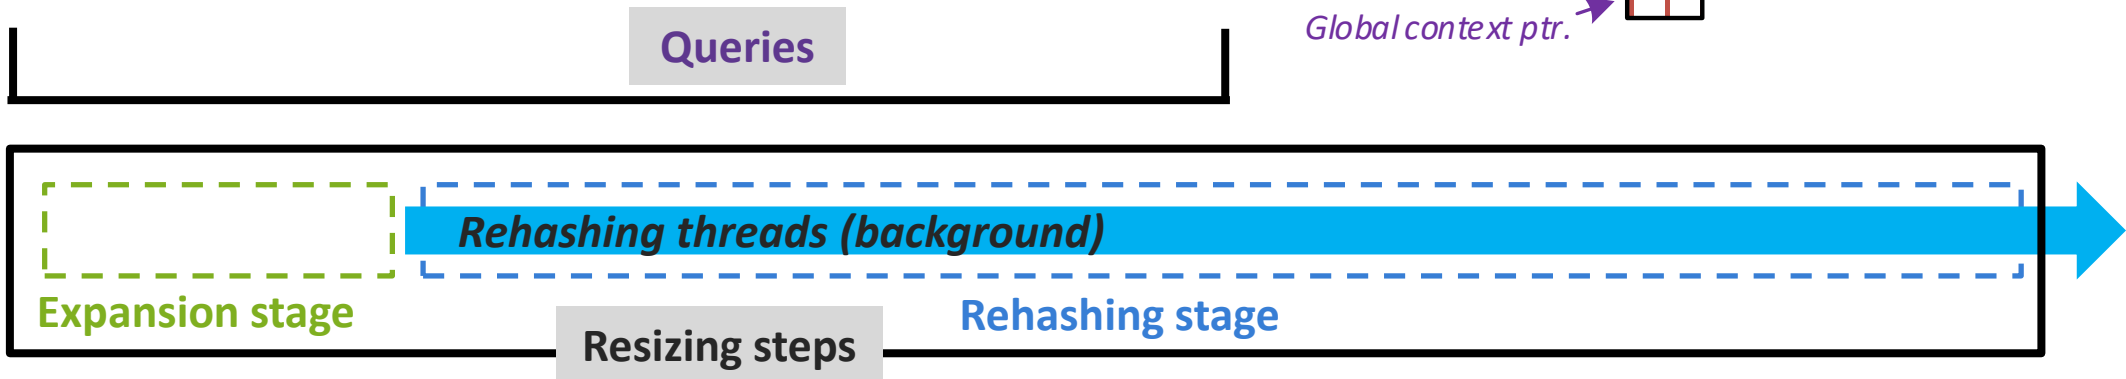 Global context ptr.
Queries
Rehashing threads (background)
Expansion stage
Rehashing stage
Resizing steps